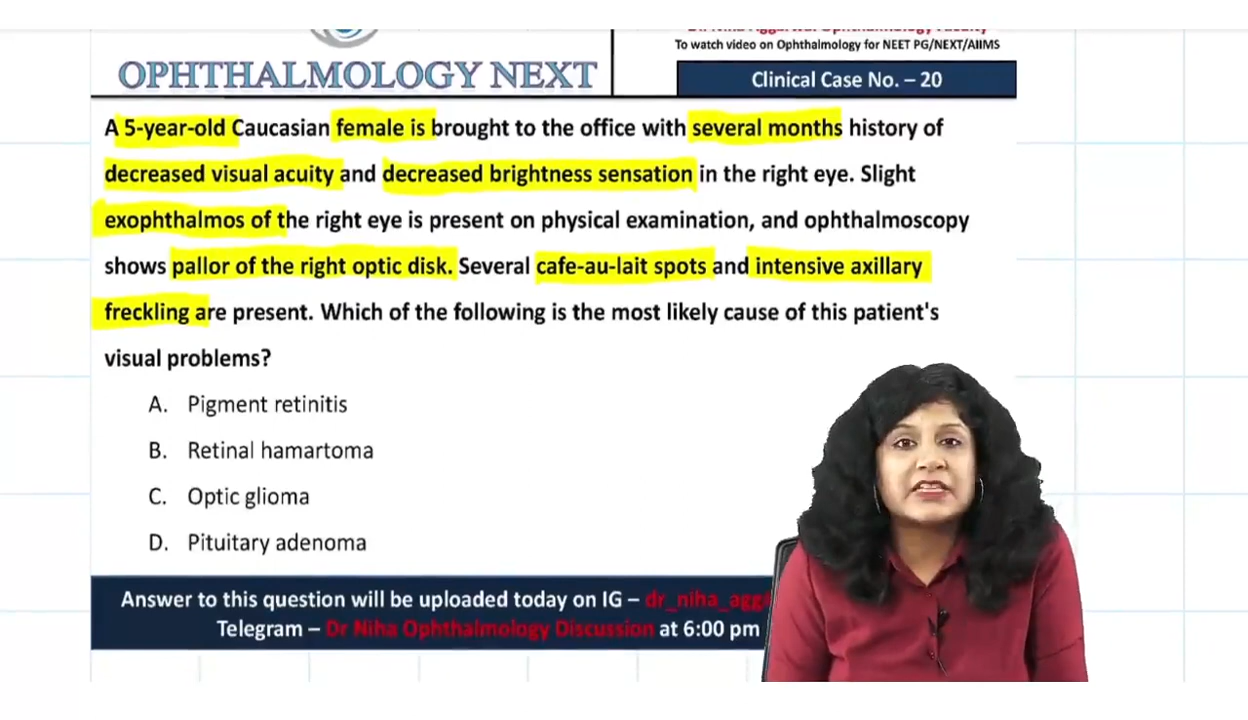 To watch video on Ophthalmology for NEET PG/NEXT/AIIMS
OPHTHALMOLOGY NEXT
Clinical Case No. – 20
A 5-year-old Caucasian female is brought to the office with several months history of
decreased visual acuity and decreased brightness sensation in the right eye. Slight
exophthalmos of the right eye is present on physical examination, and ophthalmoscopy
shows pallor of the right optic disk. Several cafe-au-lait spots and intensive axillary
freckling are present. Which of the following is the most likely cause of this patient's
visual problems?
A. Pigment retinitis
B. Retinal hamartoma
C. Optic glioma
D. Pituitary adenoma
Answer to this question will be uploaded today on IG – dr_niha_agg
Telegram – Dr Niha Ophthalmology Discussion at 6:00 pm